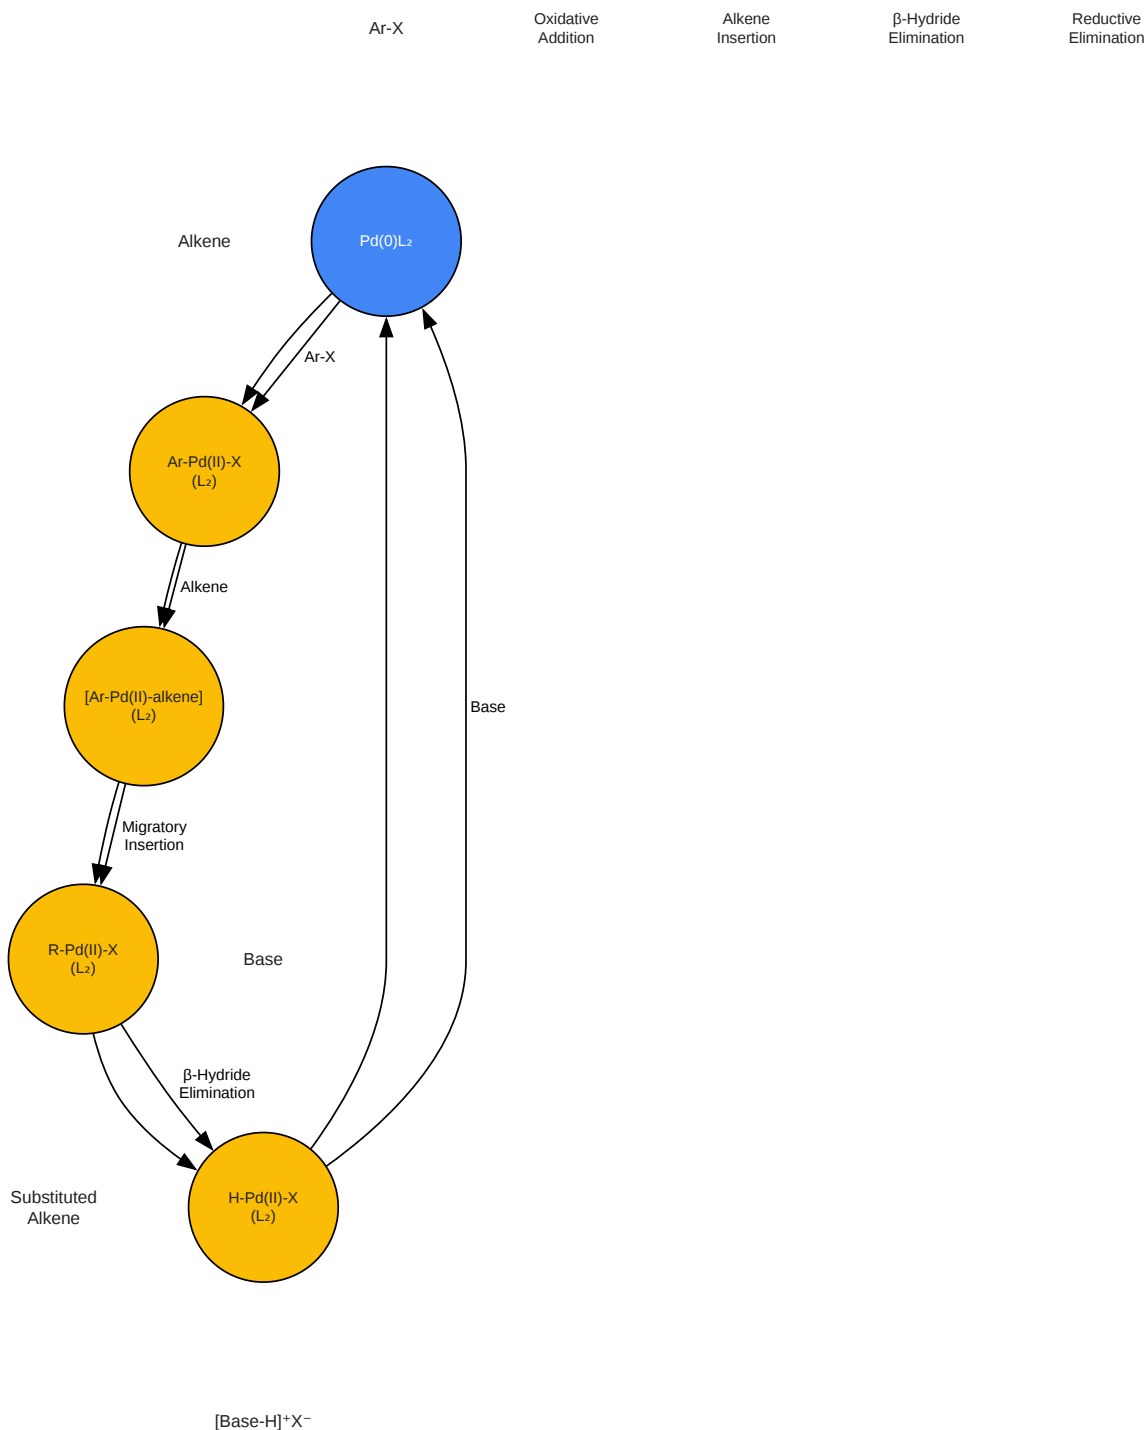 Ar-X
Oxidative
Addition
Alkene
Insertion
β-Hydride
Elimination
Reductive
Elimination
Alkene
Pd(0)L₂
Ar-X
Ar-Pd(II)-X
(L₂)
Alkene
[Ar-Pd(II)-alkene]
(L₂)
Base
Migratory
Insertion
R-Pd(II)-X
(L₂)
Base
β-Hydride
Elimination
Substituted
Alkene
H-Pd(II)-X
(L₂)
[Base-H]⁺X⁻